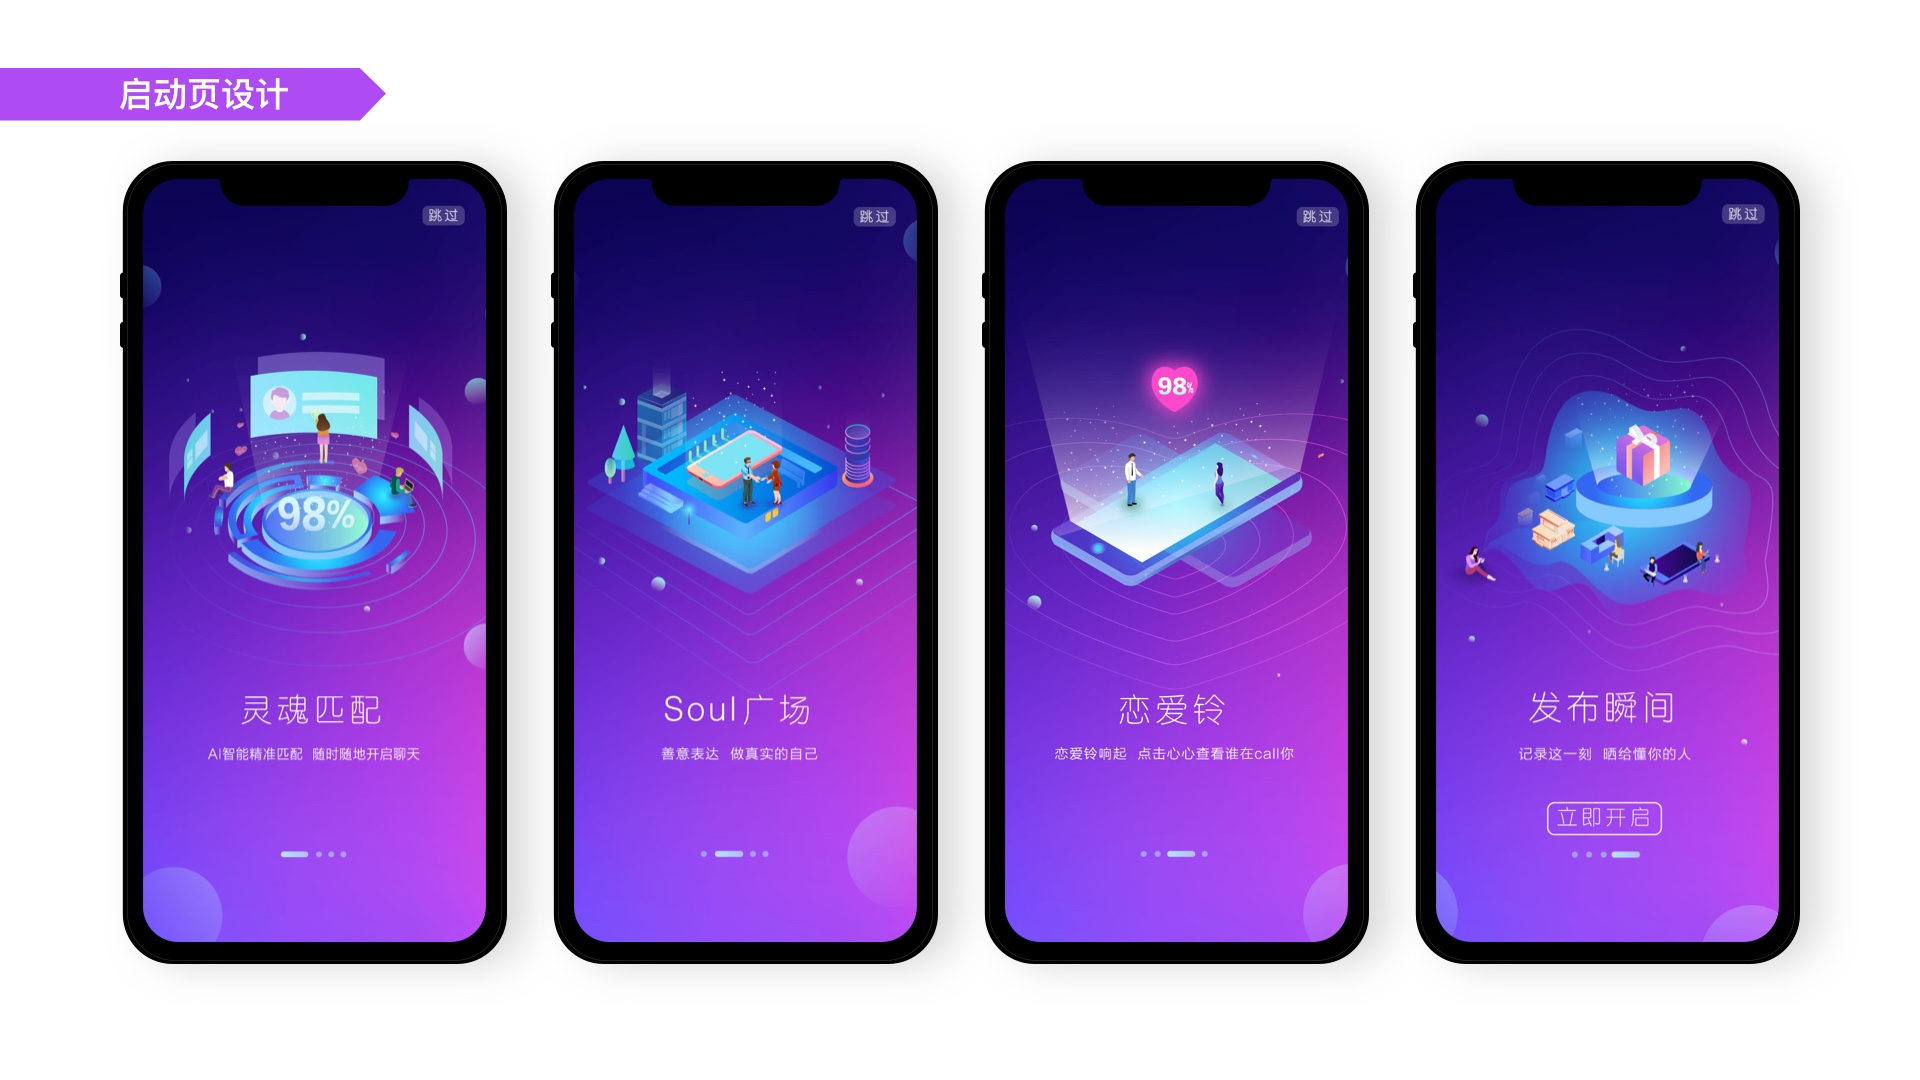 启动页设计
跳过
98%
灵魂匹配
AI智能精准匹配 随时随地开启聊天
跳过
Soul广场
善意表达 做真实的自己
跳过
98%
恋爱铃
恋爱铃响起 点击心心查看谁在call你
跳过
发布瞬间
记录这一刻 晒给懂你的人
立即开启